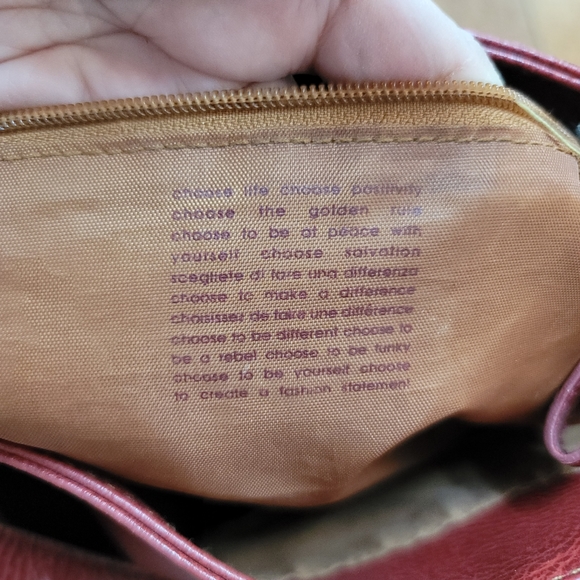 choose life choose positivity
choose the golden rule
choose to be at peace with
yourself choose salvation
scegliete di fare una differenza
choose to make a difference
choisissez de faire une différence
choose to be different choose to
be a rebel choose to be funky
choose to be yourself choose
to create a fashion statement